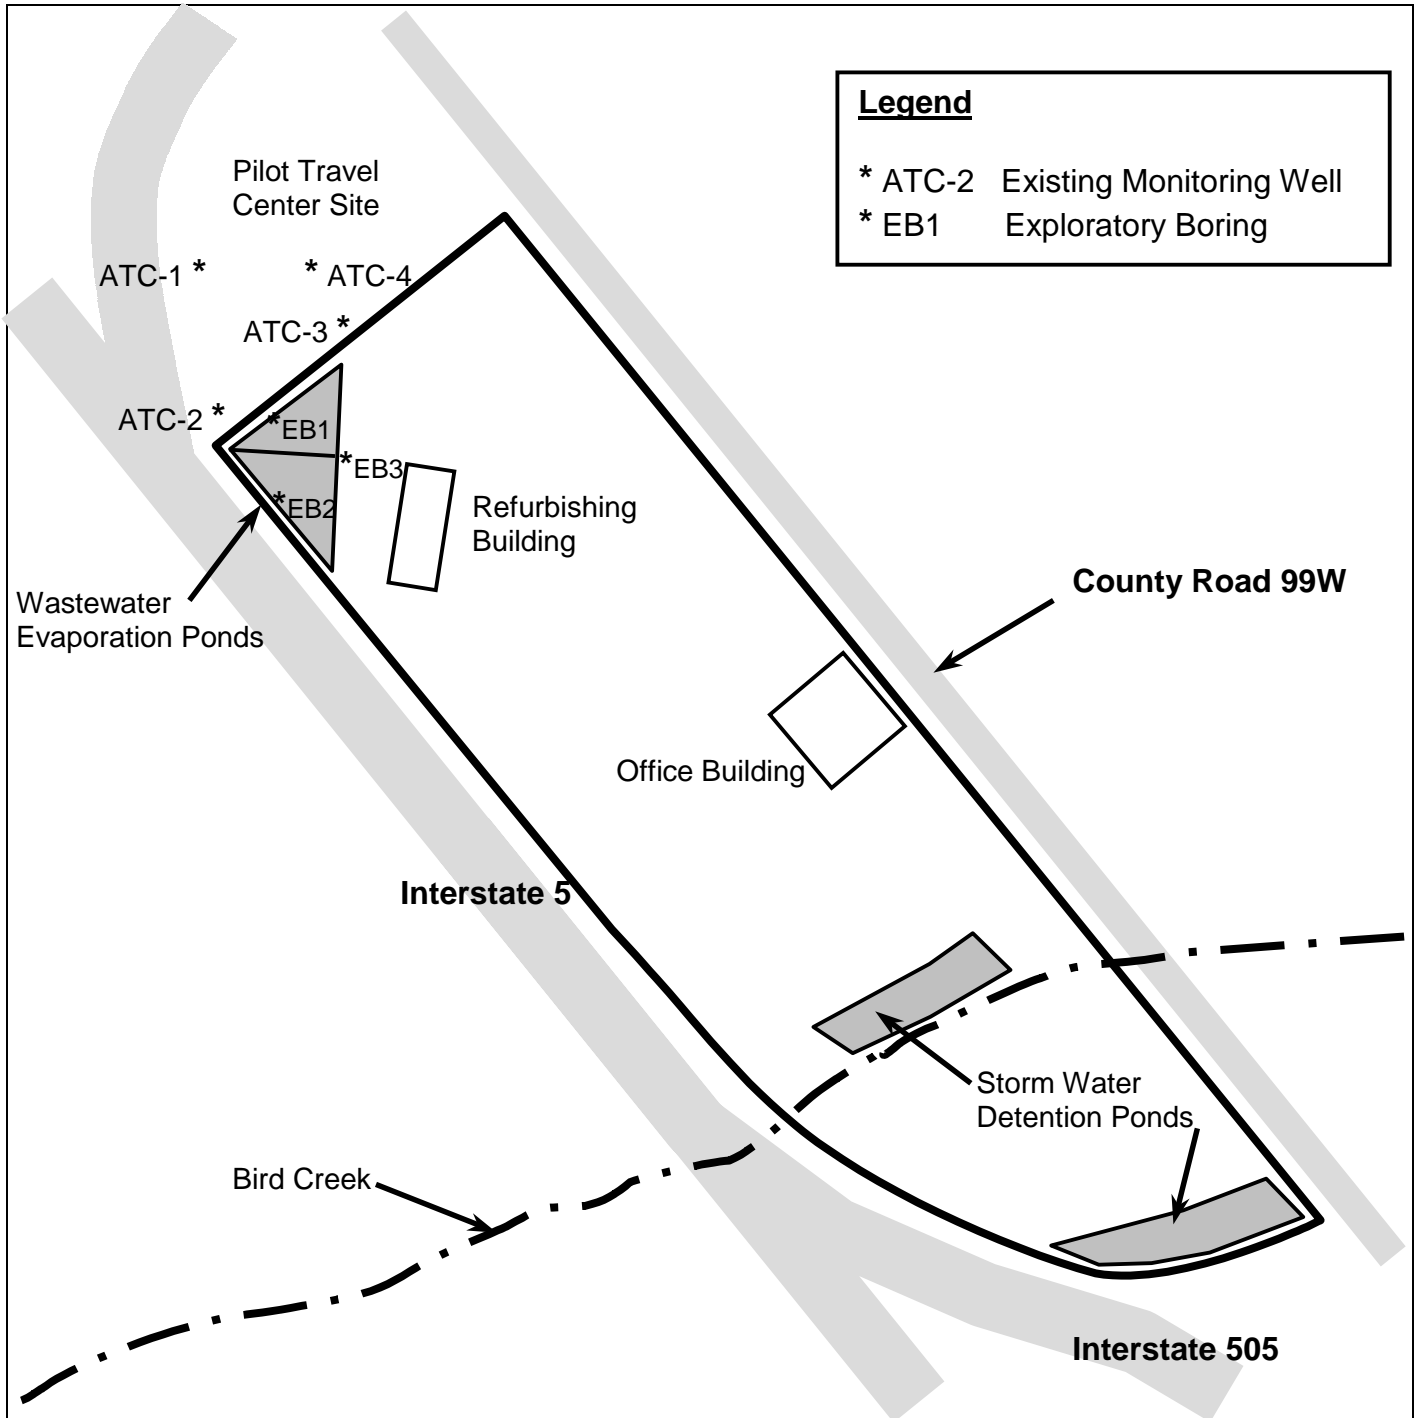 Legend
* ATC-2 Existing Monitoring Well
* EB1 Exploratory Boring
Pilot Travel
Center Site
ATC-1 *
* ATC-4
ATC-3 *
ATC-2 *
*EB1
*EB3
*EB2
Refurbishing
Building
Wastewater
Evaporation Ponds
County Road 99W
Office Building
Interstate 5
Storm Water
Detention Ponds
Bird Creek
Interstate 505